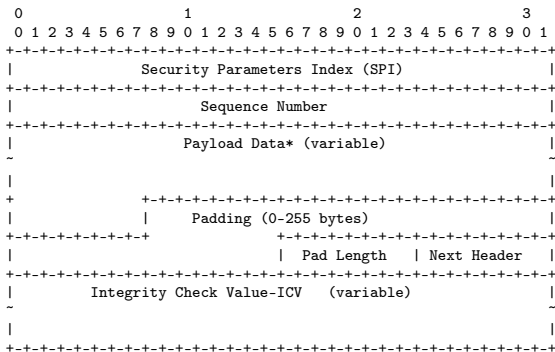 0                   1                   2                   3
0 1 2 3 4 5 6 7 8 9 0 1 2 3 4 5 6 7 8 9 0 1 2 3 4 5 6 7 8 9 0 1
+-+-+-+-+-+-+-+-+-+-+-+-+-+-+-+-+-+-+-+-+-+-+-+-+-+-+-+-+-+-+-+-+
|               Security Parameters Index (SPI)                 |
+-+-+-+-+-+-+-+-+-+-+-+-+-+-+-+-+-+-+-+-+-+-+-+-+-+-+-+-+-+-+-+-+
|                      Sequence Number                          |
+-+-+-+-+-+-+-+-+-+-+-+-+-+-+-+-+-+-+-+-+-+-+-+-+-+-+-+-+-+-+-+-+
|                    Payload Data* (variable)                   |
~                                                               ~
|                                                               |
+               +-+-+-+-+-+-+-+-+-+-+-+-+-+-+-+-+-+-+-+-+-+-+-+-+
|               |     Padding (0-255 bytes)                     |
+-+-+-+-+-+-+-+-+               +-+-+-+-+-+-+-+-+-+-+-+-+-+-+-+-+
|                               |  Pad Length   | Next Header   |
+-+-+-+-+-+-+-+-+-+-+-+-+-+-+-+-+-+-+-+-+-+-+-+-+-+-+-+-+-+-+-+-+
|         Integrity Check Value-ICV   (variable)                |
~                                                               ~
|                                                               |
+-+-+-+-+-+-+-+-+-+-+-+-+-+-+-+-+-+-+-+-+-+-+-+-+-+-+-+-+-+-+-+-+